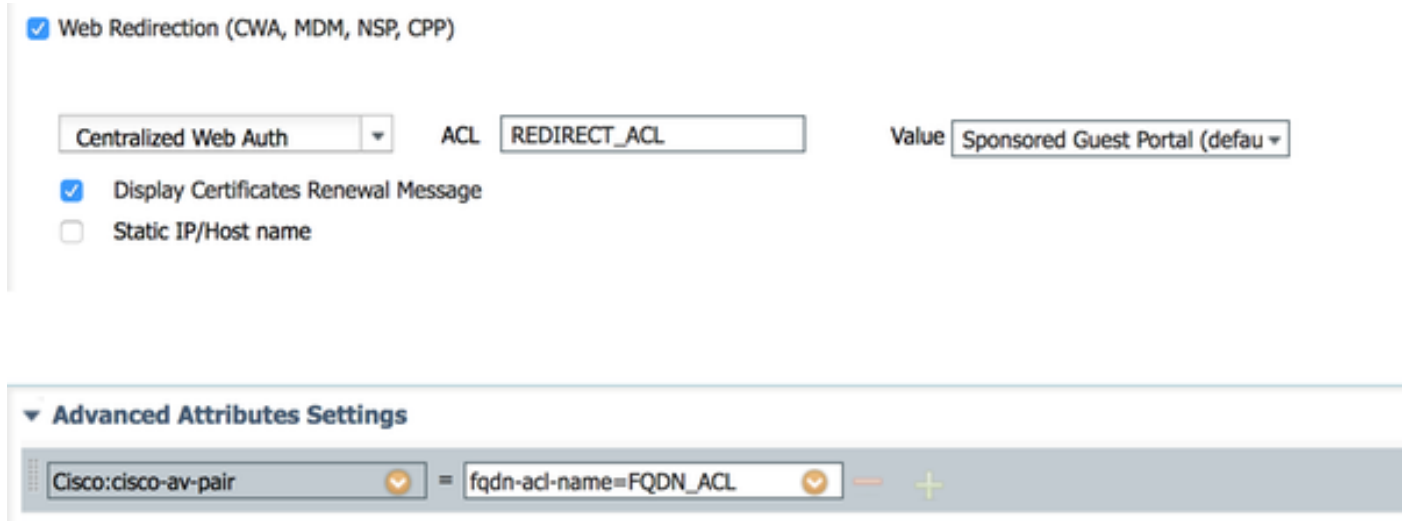 Web Redirection (CWA, MDM, NSP, CPP)
Centralized Web Auth ACL REDIRECT_ACL Value Sponsored Guest Portal (defau
Display Certificates Renewal Message
Static IP/Host name
Advanced Attributes Settings
Cisco:cisco-av-pair = fqdn-acl-name=FQDN_ACL